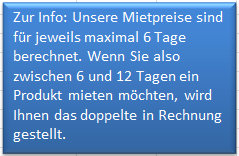 Zur Info: Unsere Mietpreise sind
für jeweils maximal 6 Tage
berechnet. Wenn Sie also
zwischen 6 und 12 Tagen ein
Produkt mieten möchten, wird
Ihnen das doppelte in Rechnung
gestellt.